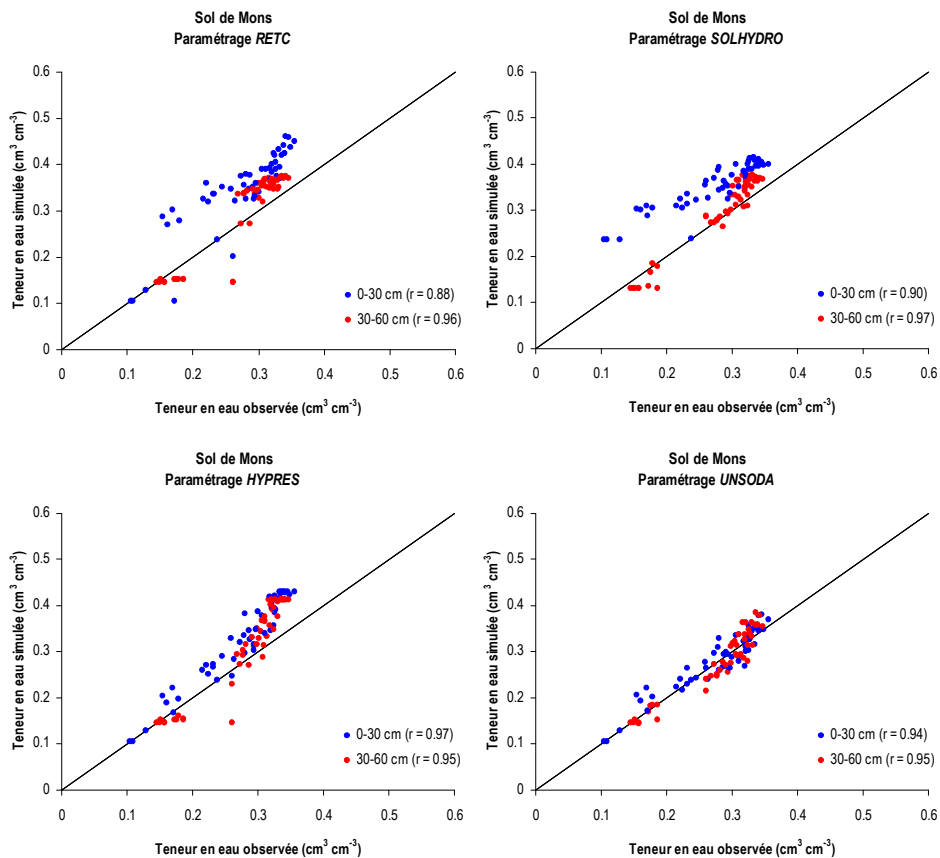 Sol de Mons
Paramétrage RETC
Teneur en eau simulée (cm³ cm⁻³)
0.6
0.5
0.4
0.3
0.2
0.1
0
0-30 cm (r = 0.88)
30-60 cm (r = 0.96)
0 0.1 0.2 0.3 0.4 0.5 0.6
Teneur en eau observée (cm³ cm⁻³)
Sol de Mons
Paramétrage SOLHYDRO
Teneur en eau simulée (cm³ cm⁻³)
0.6
0.5
0.4
0.3
0.2
0.1
0
0-30 cm (r = 0.90)
30-60 cm (r = 0.97)
0 0.1 0.2 0.3 0.4 0.5 0.6
Teneur en eau observée (cm³ cm⁻³)
Sol de Mons
Paramétrage HYPRES
Teneur en eau simulée (cm³ cm⁻³)
0.6
0.5
0.4
0.3
0.2
0.1
0
0-30 cm (r = 0.97)
30-60 cm (r = 0.95)
0 0.1 0.2 0.3 0.4 0.5 0.6
Teneur en eau observée (cm³ cm⁻³)
Sol de Mons
Paramétrage UNSODA
Teneur en eau simulée (cm³ cm⁻³)
0.6
0.5
0.4
0.3
0.2
0.1
0
0-30 cm (r = 0.94)
30-60 cm (r = 0.95)
0 0.1 0.2 0.3 0.4 0.5 0.6
Teneur en eau observée (cm³ cm⁻³)